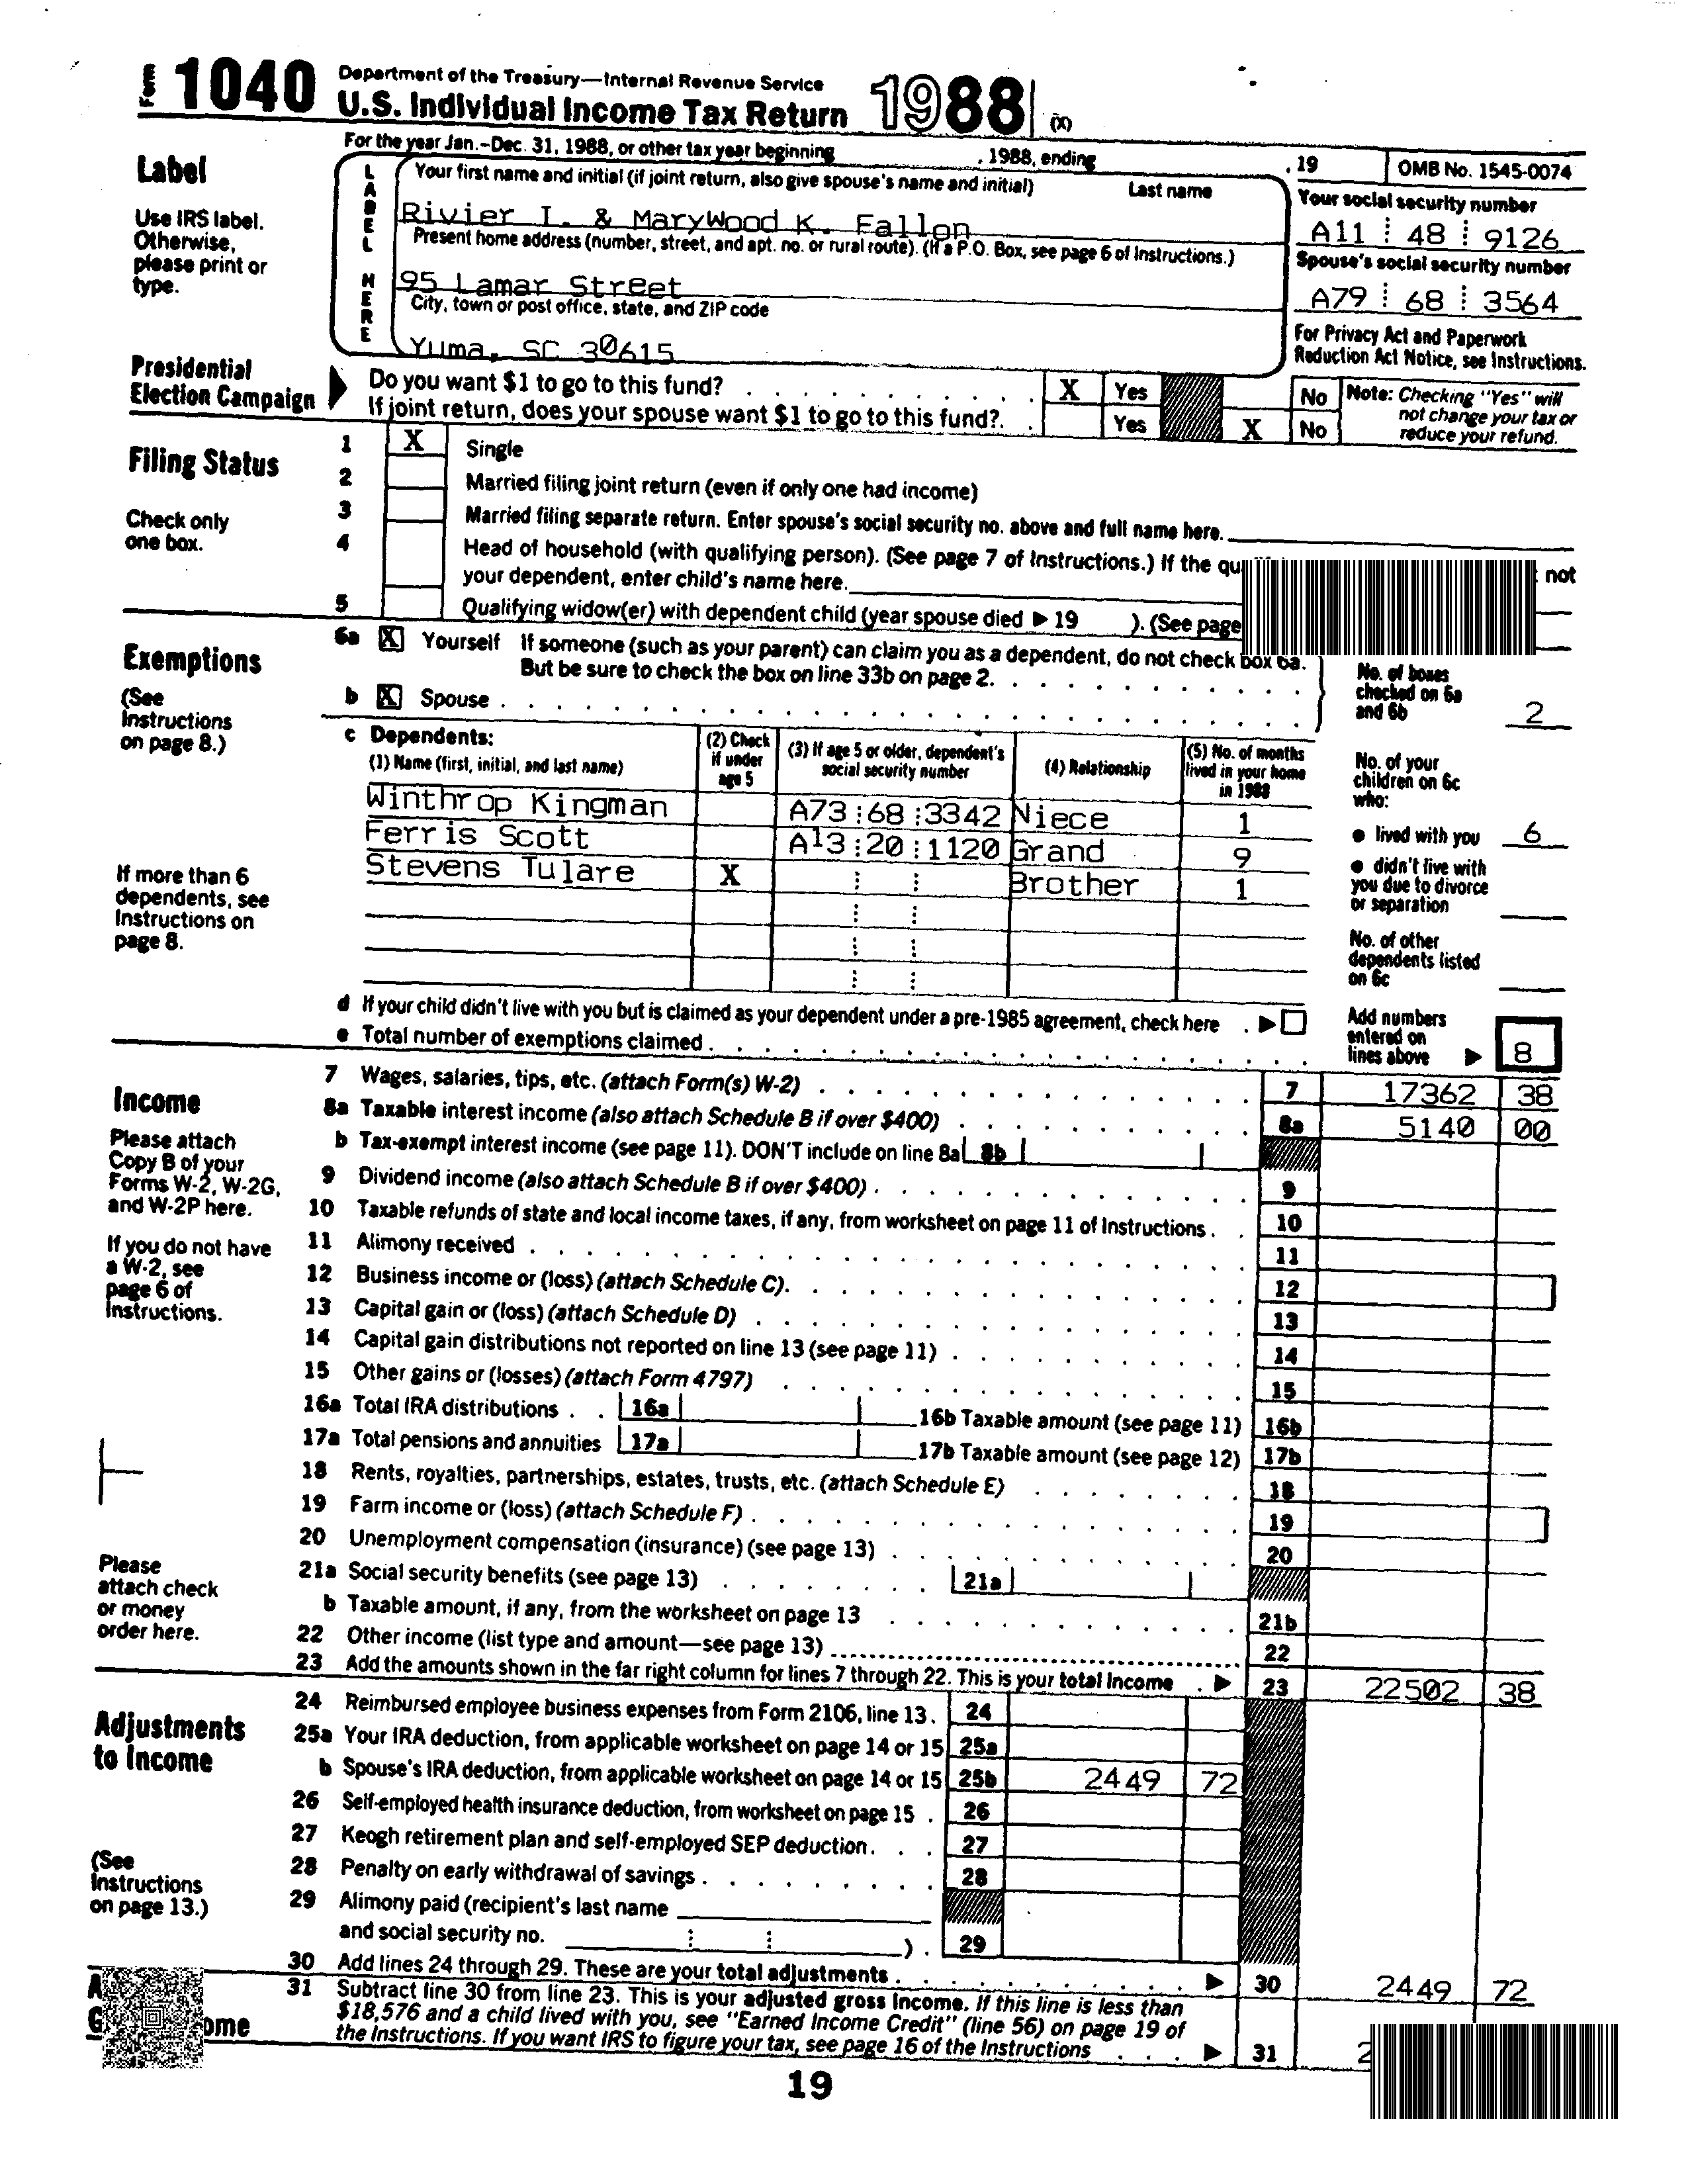 Form 1040 Department of the Treasury—Internal Revenue Service
U.S. Individual Income Tax Return 1988 (X)
For the year Jan.-Dec. 31, 1988, or other tax year beginning , 1988, ending , 19 OMB No. 1545-0074
Label
Use IRS label.
Otherwise,
please print or
type.
LABEL HERE
Your first name and initial (if joint return, also give spouse's name and initial) Last name
Rivier I. & Marywood K. Fallon
Your social security number
A11 48 9126
Present home address (number, street, and apt. no. or rural route). (If a P.O. Box, see page 6 of Instructions.)
95 Lamar Street
Spouse's social security number
A79 68 3564
City, town or post office, state, and ZIP code
Yuma, SC 30615
For Privacy Act and Paperwork
Reduction Act Notice, see Instructions.
Presidential
Election Campaign
Do you want $1 to go to this fund? X Yes No
If joint return, does your spouse want $1 to go to this fund? Yes X No
Note: Checking "Yes" will
not change your tax or
reduce your refund.
Filing Status
Check only
one box.
1 X Single
2 Married filing joint return (even if only one had income)
3 Married filing separate return. Enter spouse's social security no. above and full name here.
4 Head of household (with qualifying person). (See page 7 of Instructions.) If the qu not
your dependent, enter child's name here.
5 Qualifying widow(er) with dependent child (year spouse died ▶ 19 ). (See page
Exemptions
(See
Instructions
on page 8.)
6a X Yourself If someone (such as your parent) can claim you as a dependent, do not check box 6a.
But be sure to check the box on line 33b on page 2.
b X Spouse
No. of boxes
checked on 6a
and 6b 2
c Dependents:
(1) Name (first, initial, and last name)
(2) Check
if under
age 5
(3) If age 5 or older, dependent's
social security number
(4) Relationship
(5) No. of months
lived in your home
in 1988
Winthrop Kingman A73 68 3342 Niece 1
Ferris Scott A13 20 1120 Grand 9
Stevens Tulare X Brother 1
If more than 6
dependents, see
Instructions on
page 8.
No. of your
children on 6c
who:
● lived with you 6
● didn't live with
you due to divorce
or separation
No. of other
dependents listed
on 6c
d If your child didn't live with you but is claimed as your dependent under a pre-1985 agreement, check here ▶
e Total number of exemptions claimed
Add numbers
entered on
lines above ▶ 8
Income
Please attach
Copy B of your
Forms W-2, W-2G,
and W-2P here.
If you do not have
a W-2, see
page 6 of
Instructions.
Please
attach check
or money
order here.
7 Wages, salaries, tips, etc. (attach Form(s) W-2) 7 17362 38
8a Taxable interest income (also attach Schedule B if over $400) 8a 5140 00
b Tax-exempt interest income (see page 11). DON'T include on line 8a 8b
9 Dividend income (also attach Schedule B if over $400) 9
10 Taxable refunds of state and local income taxes, if any, from worksheet on page 11 of Instructions 10
11 Alimony received 11
12 Business income or (loss) (attach Schedule C) 12
13 Capital gain or (loss) (attach Schedule D) 13
14 Capital gain distributions not reported on line 13 (see page 11) 14
15 Other gains or (losses) (attach Form 4797) 15
16a Total IRA distributions 16a 16b Taxable amount (see page 11) 16b
17a Total pensions and annuities 17a 17b Taxable amount (see page 12) 17b
18 Rents, royalties, partnerships, estates, trusts, etc. (attach Schedule E) 18
19 Farm income or (loss) (attach Schedule F) 19
20 Unemployment compensation (insurance) (see page 13) 20
21a Social security benefits (see page 13) 21a
b Taxable amount, if any, from the worksheet on page 13 21b
22 Other income (list type and amount—see page 13) 22
23 Add the amounts shown in the far right column for lines 7 through 22. This is your total income ▶ 23 22502 38
Adjustments
to Income
(See
Instructions
on page 13.)
24 Reimbursed employee business expenses from Form 2106, line 13. 24
25a Your IRA deduction, from applicable worksheet on page 14 or 15 25a
b Spouse's IRA deduction, from applicable worksheet on page 14 or 15 25b 2449 72
26 Self-employed health insurance deduction, from worksheet on page 15 26
27 Keogh retirement plan and self-employed SEP deduction 27
28 Penalty on early withdrawal of savings 28
29 Alimony paid (recipient's last name
and social security no. ). 29
30 Add lines 24 through 29. These are your total adjustments ▶ 30 2449 72
31 Subtract line 30 from line 23. This is your adjusted gross income. If this line is less than
$18,576 and a child lived with you, see "Earned Income Credit" (line 56) on page 19 of
the Instructions. If you want IRS to figure your tax, see page 16 of the Instructions ▶ 31 2
19